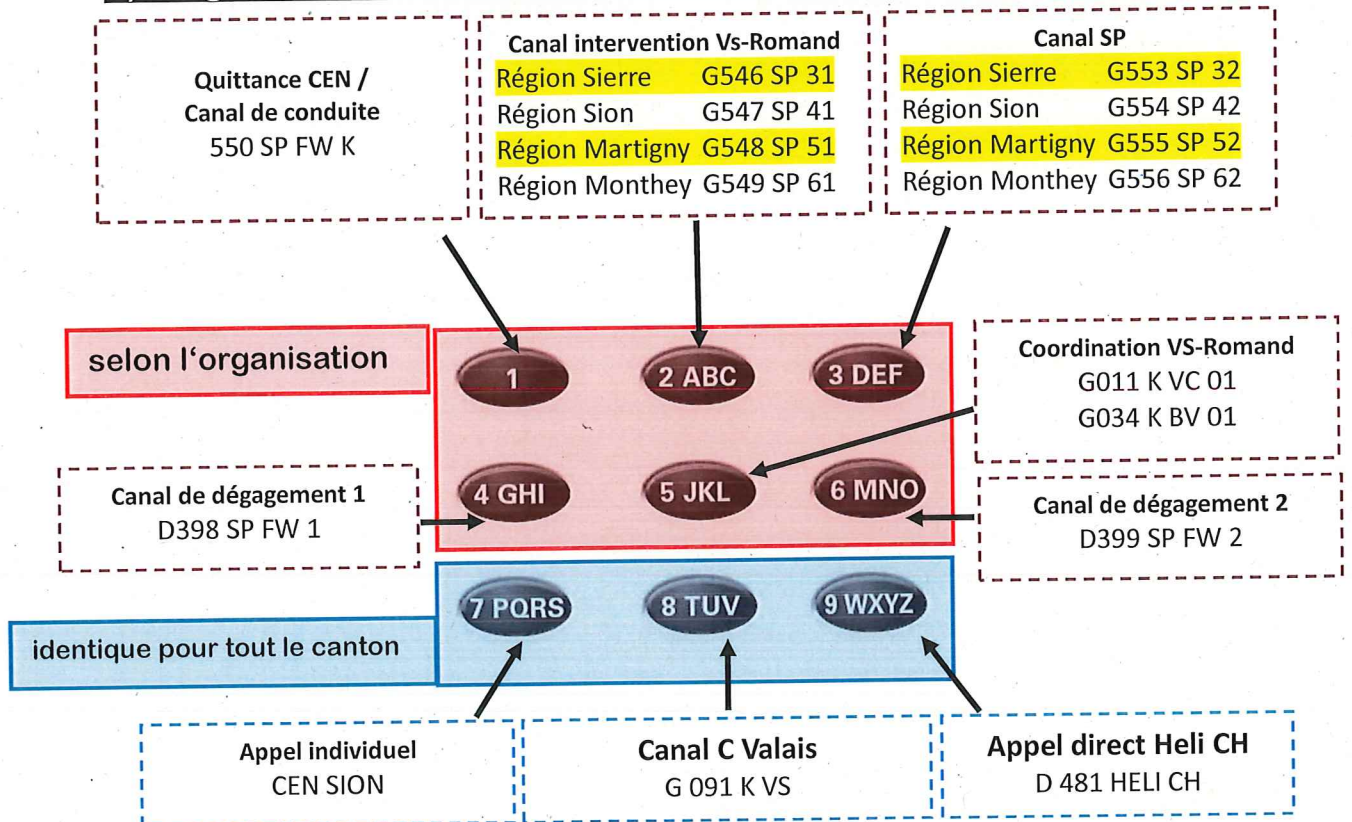 Quittance CEN /
Canal de conduite
550 SP FW K
Canal intervention Vs-Romand
Région Sierre G546 SP 31
Région Sion G547 SP 41
Région Martigny G548 SP 51
Région Monthey G549 SP 61
Canal SP
Région Sierre G553 SP 32
Région Sion G554 SP 42
Région Martigny G555 SP 52
Région Monthey G556 SP 62
selon l'organisation
1
2 ABC
3 DEF
Coordination VS-Romand
G011 K VC 01
G034 K BV 01
Canal de dégagement 1
D398 SP FW 1
4 GHI
5 JKL
6 MNO
Canal de dégagement 2
D399 SP FW 2
identique pour tout le canton
7 PQRS
8 TUV
9 WXYZ
Appel individuel
CEN SION
Canal C Valais
G 091 K VS
Appel direct Heli CH
D 481 HELI CH